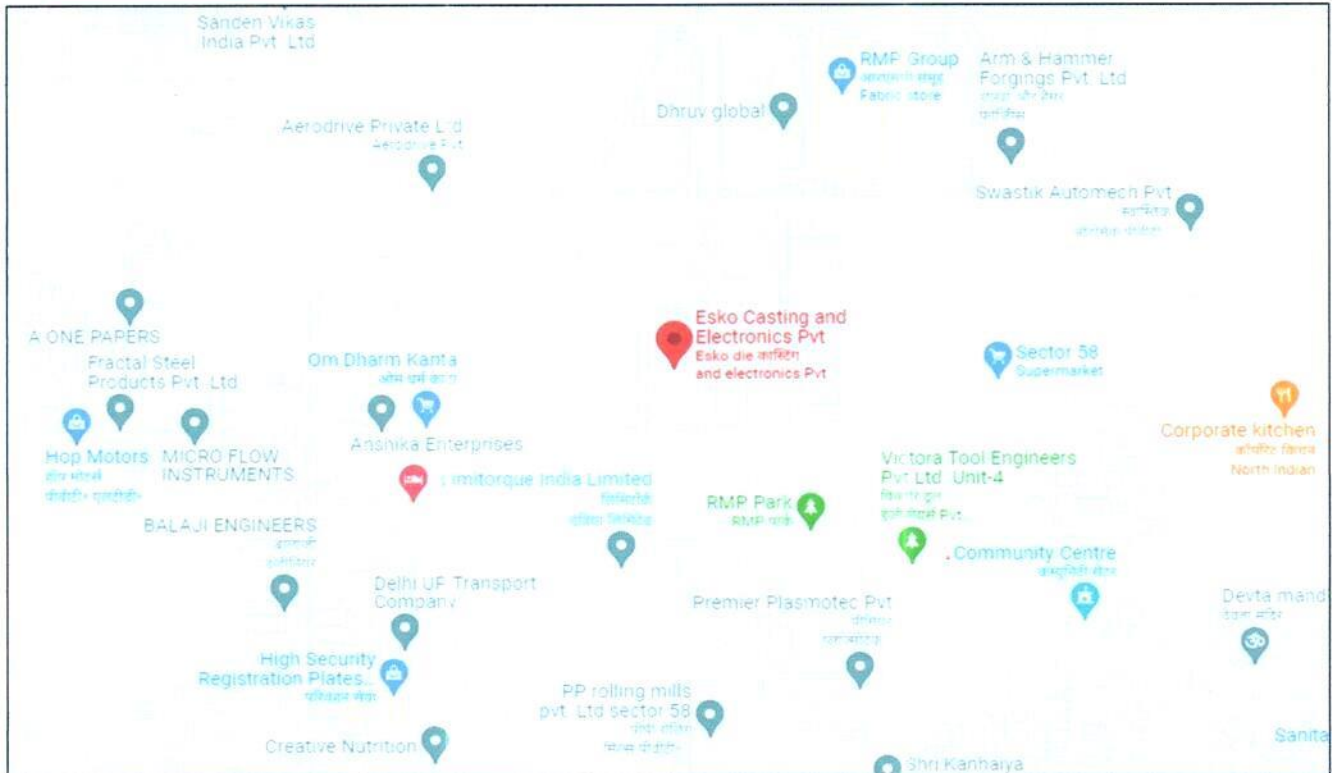 Sanden Vikas
India Pvt. Ltd
RMP Group
Fabric store
Arm & Hammer
Forgings Pvt. Ltd
Dhruv global
Aerodrive Private Ltd
Aerodrive Pvt
Swastik Automech Pvt
स्वास्तिक
A ONE PAPERS
Esko Casting and
Electronics Pvt
Esko die कास्टिंग
and electronics Pvt
Fractal Steel
Products Pvt. Ltd
Om Dharm Kanta
Sector 58
Supermarket
Anshika Enterprises
Hop Motors
MICRO FLOW
INSTRUMENTS
Corporate kitchen
North Indian
Limitorque India Limited
Victora Tool Engineers
Pvt Ltd. Unit-4
RMP Park
RMP पार्क
BALAJI ENGINEERS
Community Centre
Delhi UP Transport
Company
Premier Plasmotec Pvt
Devta mand
देवता मंदिर
High Security
Registration Plates...
परिवहन सेवा
PP rolling mills
pvt. Ltd sector 58
Creative Nutrition
Sanita
Shri Kanhaiya